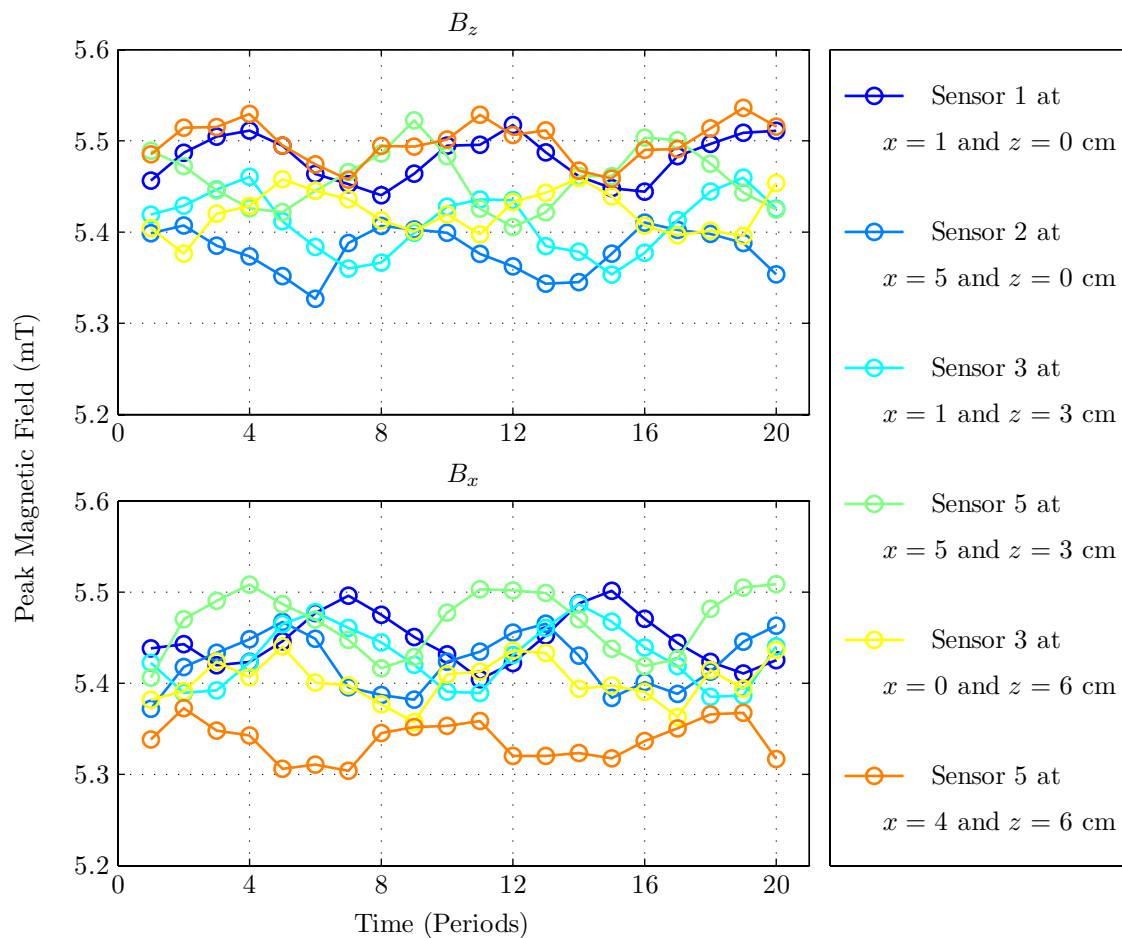 B_z
5.6
5.5
5.4
5.3
5.2
0 4 8 12 16 20
B_x
5.6
5.5
5.4
5.3
5.2
0 4 8 12 16 20
Time (Periods)
Peak Magnetic Field (mT)
Sensor 1 at
x = 1 and z = 0 cm
Sensor 2 at
x = 5 and z = 0 cm
Sensor 3 at
x = 1 and z = 3 cm
Sensor 5 at
x = 5 and z = 3 cm
Sensor 3 at
x = 0 and z = 6 cm
Sensor 5 at
x = 4 and z = 6 cm